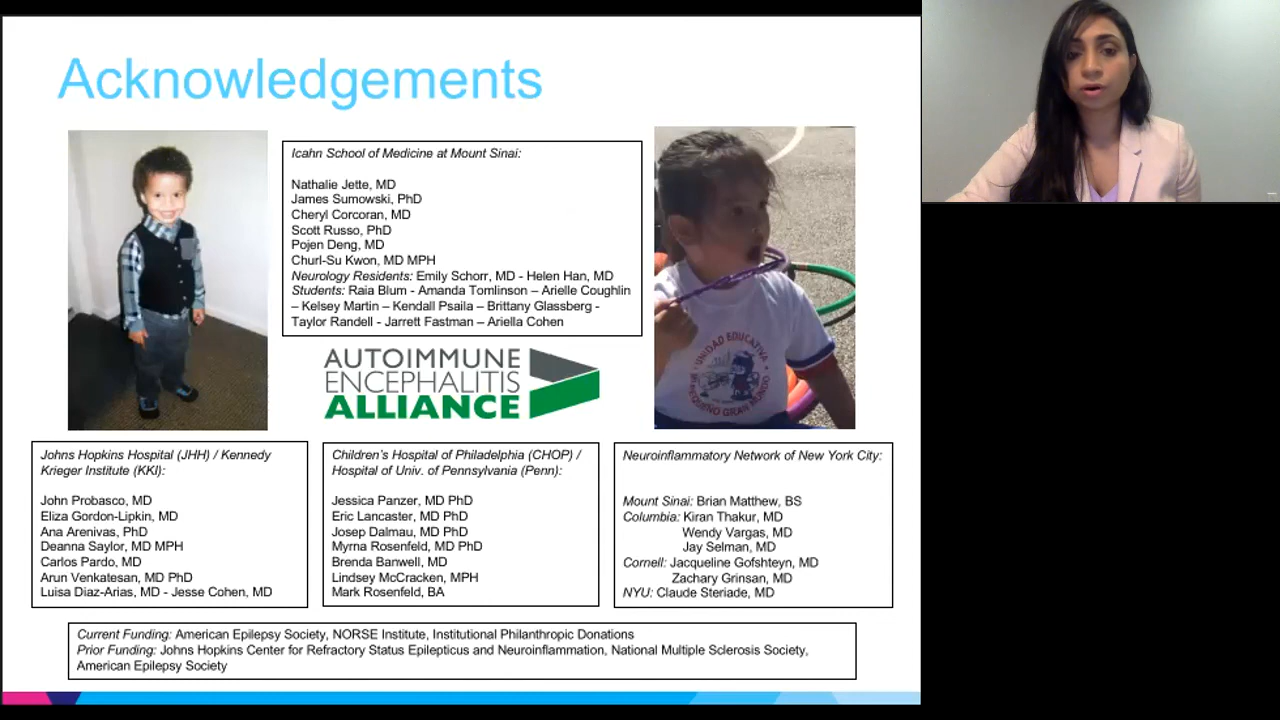 Acknowledgements
Icahn School of Medicine at Mount Sinai:
Nathalie Jette, MD
James Sumowski, PhD
Cheryl Corcoran, MD
Scott Russo, PhD
Pojen Deng, MD
Churl-Su Kwon, MD MPH
Neurology Residents: Emily Schorr, MD - Helen Han, MD
Students: Raia Blum - Amanda Tomlinson – Arielle Coughlin
– Kelsey Martin – Kendall Psaila – Brittany Glassberg -
Taylor Randell - Jarrett Fastman – Ariella Cohen
UNIDAD EDUCATIVA
PEQUEÑO GRAN MUNDO
AUTOIMMUNE
ENCEPHALITIS
ALLIANCE
Johns Hopkins Hospital (JHH) / Kennedy
Krieger Institute (KKI):
John Probasco, MD
Eliza Gordon-Lipkin, MD
Ana Arenivas, PhD
Deanna Saylor, MD MPH
Carlos Pardo, MD
Arun Venkatesan, MD PhD
Luisa Diaz-Arias, MD - Jesse Cohen, MD
Children's Hospital of Philadelphia (CHOP) /
Hospital of Univ. of Pennsylvania (Penn):
Jessica Panzer, MD PhD
Eric Lancaster, MD PhD
Josep Dalmau, MD PhD
Myrna Rosenfeld, MD PhD
Brenda Banwell, MD
Lindsey McCracken, MPH
Mark Rosenfeld, BA
Neuroinflammatory Network of New York City:
Mount Sinai: Brian Matthew, BS
Columbia: Kiran Thakur, MD
Wendy Vargas, MD
Jay Selman, MD
Cornell: Jacqueline Gofshteyn, MD
Zachary Grinsan, MD
NYU: Claude Steriade, MD
Current Funding: American Epilepsy Society, NORSE Institute, Institutional Philanthropic Donations
Prior Funding: Johns Hopkins Center for Refractory Status Epilepticus and Neuroinflammation, National Multiple Sclerosis Society,
American Epilepsy Society